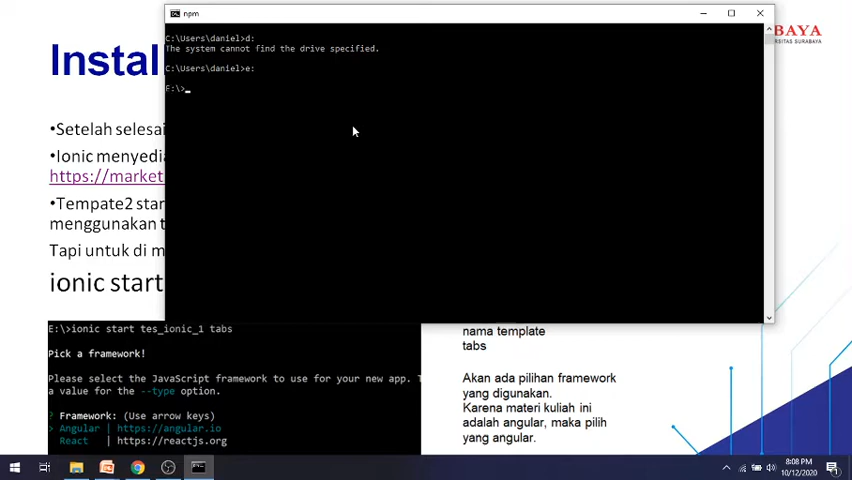 npm
C:\Users\daniel>d:
The system cannot find the drive specified.
C:\Users\daniel>e:
E:\>_
BAYA
SITAS SURABAYA
Instal
•Setelah selesai
•Ionic menyedia
https://market
•Tempate2 star
menggunakan t
Tapi untuk di m
ionic start
E:\>ionic start tes_ionic_1 tabs
Pick a framework!
Please select the JavaScript framework to use for your new app. T
a value for the --type option.
? Framework: (Use arrow keys)
> Angular | https://angular.io
React | https://reactjs.org
nama template
tabs
Akan ada pilihan framework
yang digunakan.
Karena materi kuliah ini
adalah angular, maka pilih
yang angular.
8:08 PM
10/12/2020